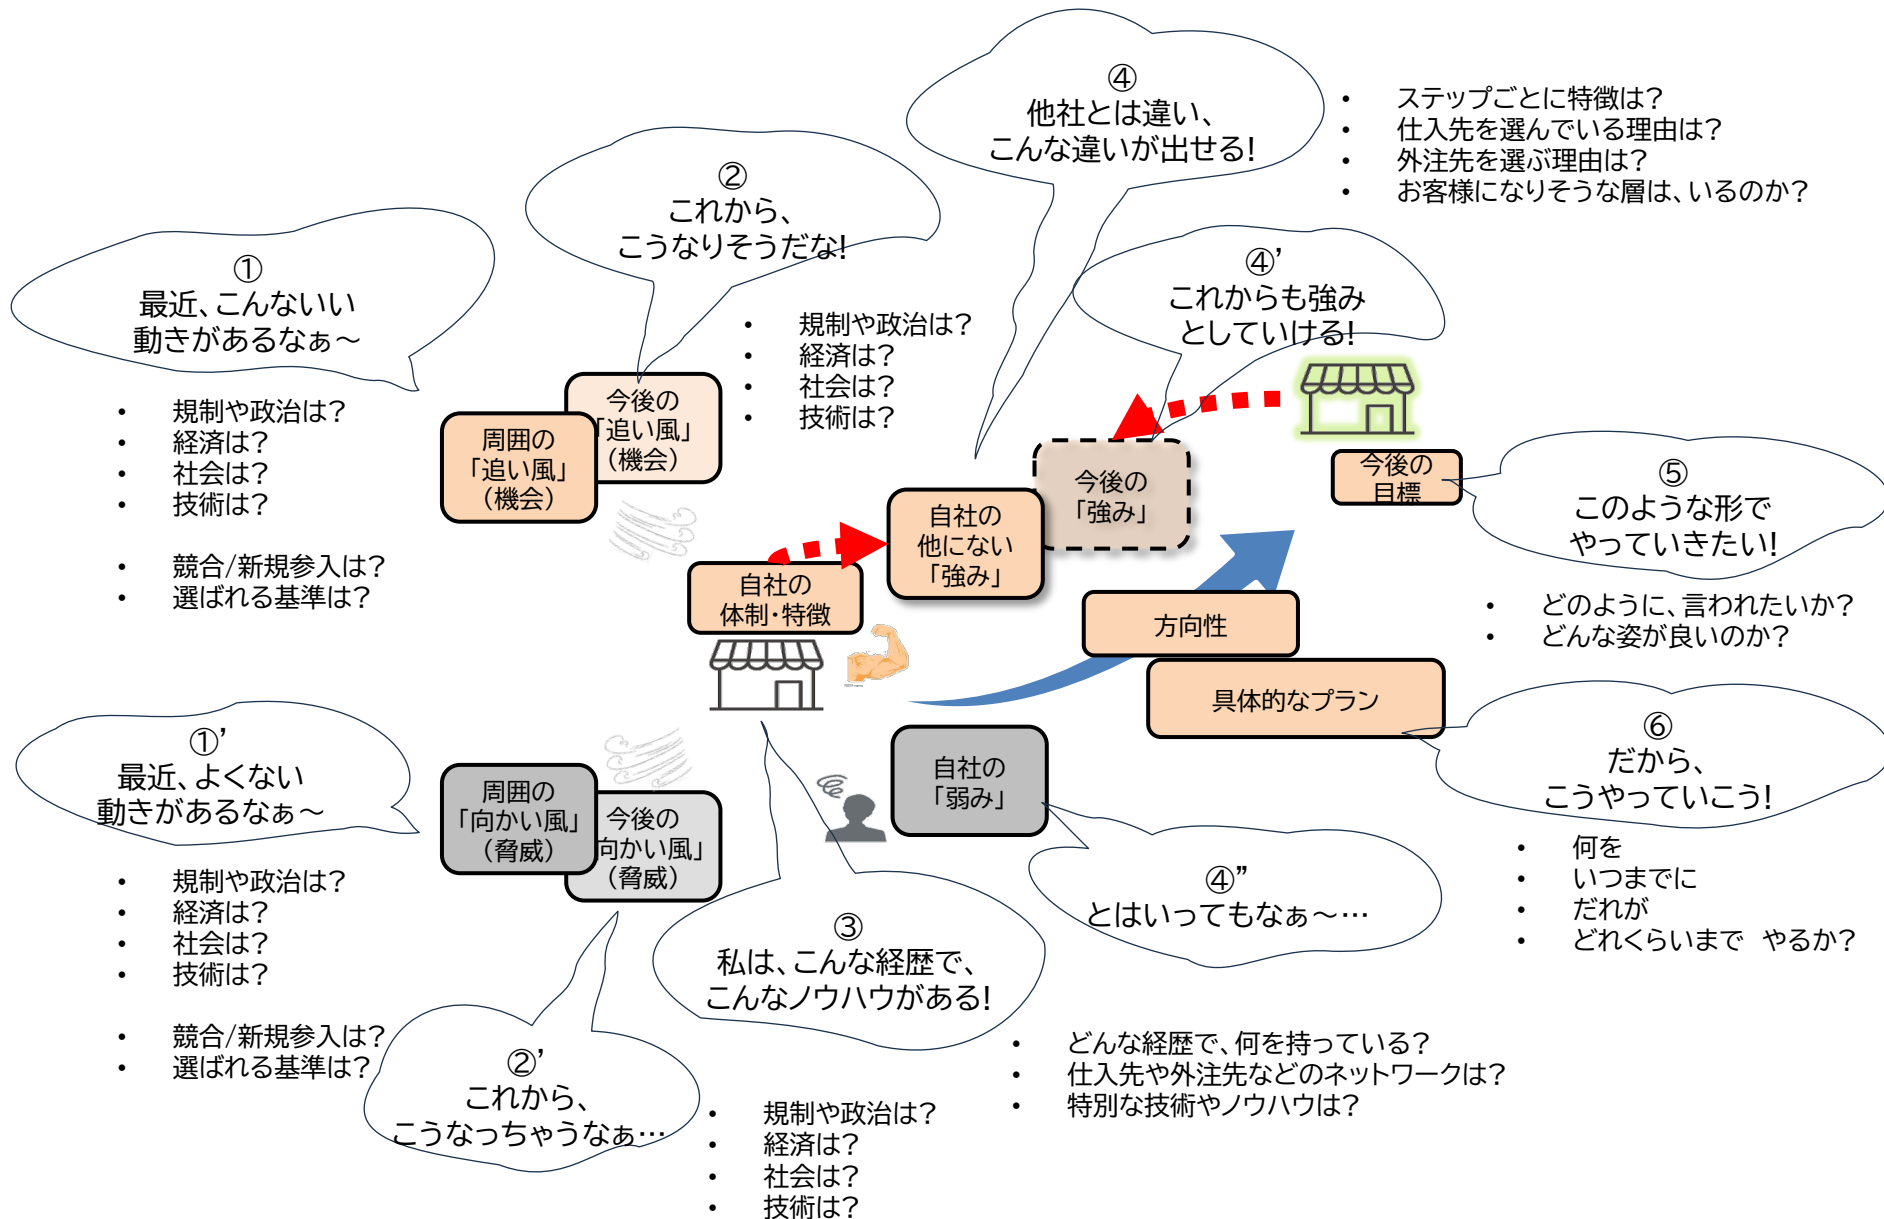 ①
最近、こんないい
動きがあるなぁ～
• 規制や政治は？
• 経済は？
• 社会は？
• 技術は？
• 競合/新規参入は？
• 選ばれる基準は？
②
これから、
こうなりそうだな！
• 規制や政治は？
• 経済は？
• 社会は？
• 技術は？
今後の
「追い風」
（機会）
周囲の
「追い風」
（機会）
④
他社とは違い、
こんな違いが出せる！
• ステップごとに特徴は？
• 仕入先を選んでいる理由は？
• 外注先を選ぶ理由は？
• お客様になりそうな層は、いるのか？
④’
これからも強み
としていける！
今後の
「強み」
自社の
他にない
「強み」
自社の
体制・特徴
今後の
目標
⑤
このような形で
やっていきたい！
• どのように、言われたいか？
• どんな姿が良いのか？
方向性
具体的なプラン
⑥
だから、
こうやっていこう！
• 何を
• いつまでに
• だれが
• どれくらいまで　やるか？
①’
最近、よくない
動きがあるなぁ～
• 規制や政治は？
• 経済は？
• 社会は？
• 技術は？
• 競合/新規参入は？
• 選ばれる基準は？
周囲の
「向かい風」
（脅威）
今後の
向かい風」
（脅威）
自社の
「弱み」
④”
とはいってもなぁ～…
③
私は、こんな経歴で、
こんなノウハウがある！
• どんな経歴で、何を持っている？
• 仕入先や外注先などのネットワークは？
• 特別な技術やノウハウは？
②’
これから、
こうなっちゃうなぁ…
• 規制や政治は？
• 経済は？
• 社会は？
• 技術は？